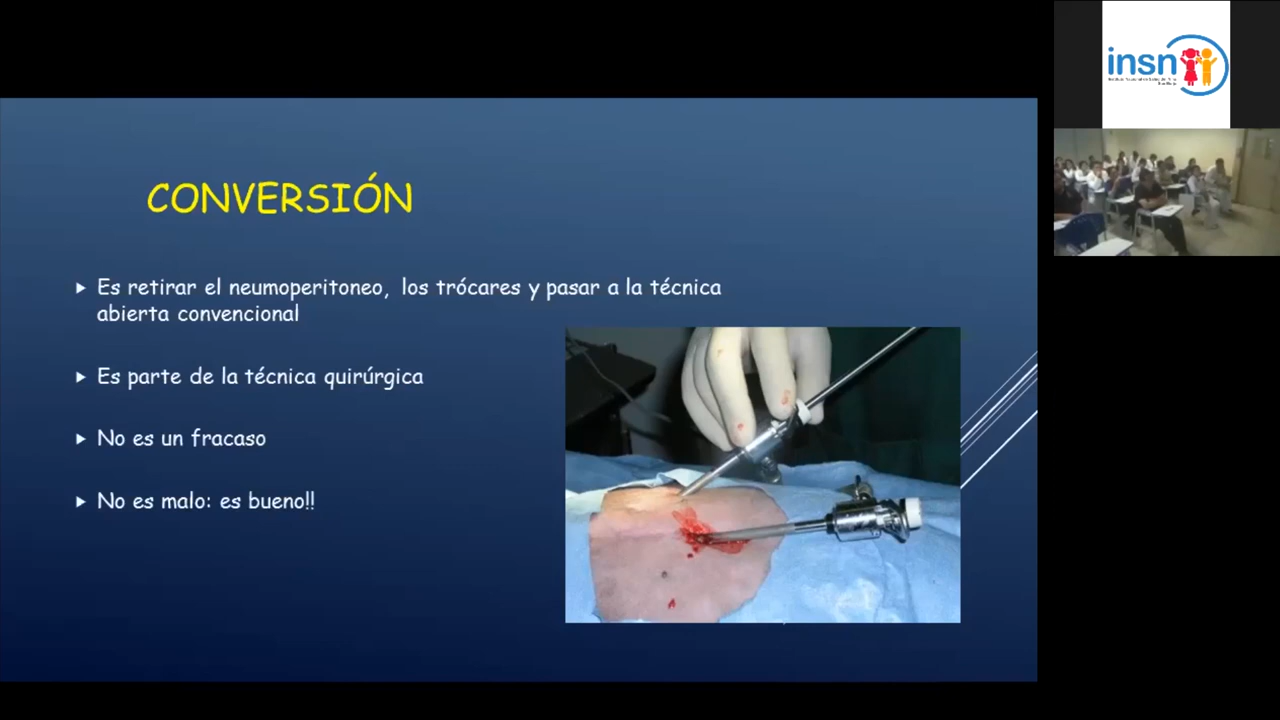 CONVERSIÓN
Es retirar el neumoperitoneo, los trócares y pasar a la técnica
abierta convencional
Es parte de la técnica quirúrgica
No es un fracaso
No es malo: es bueno!!
insn